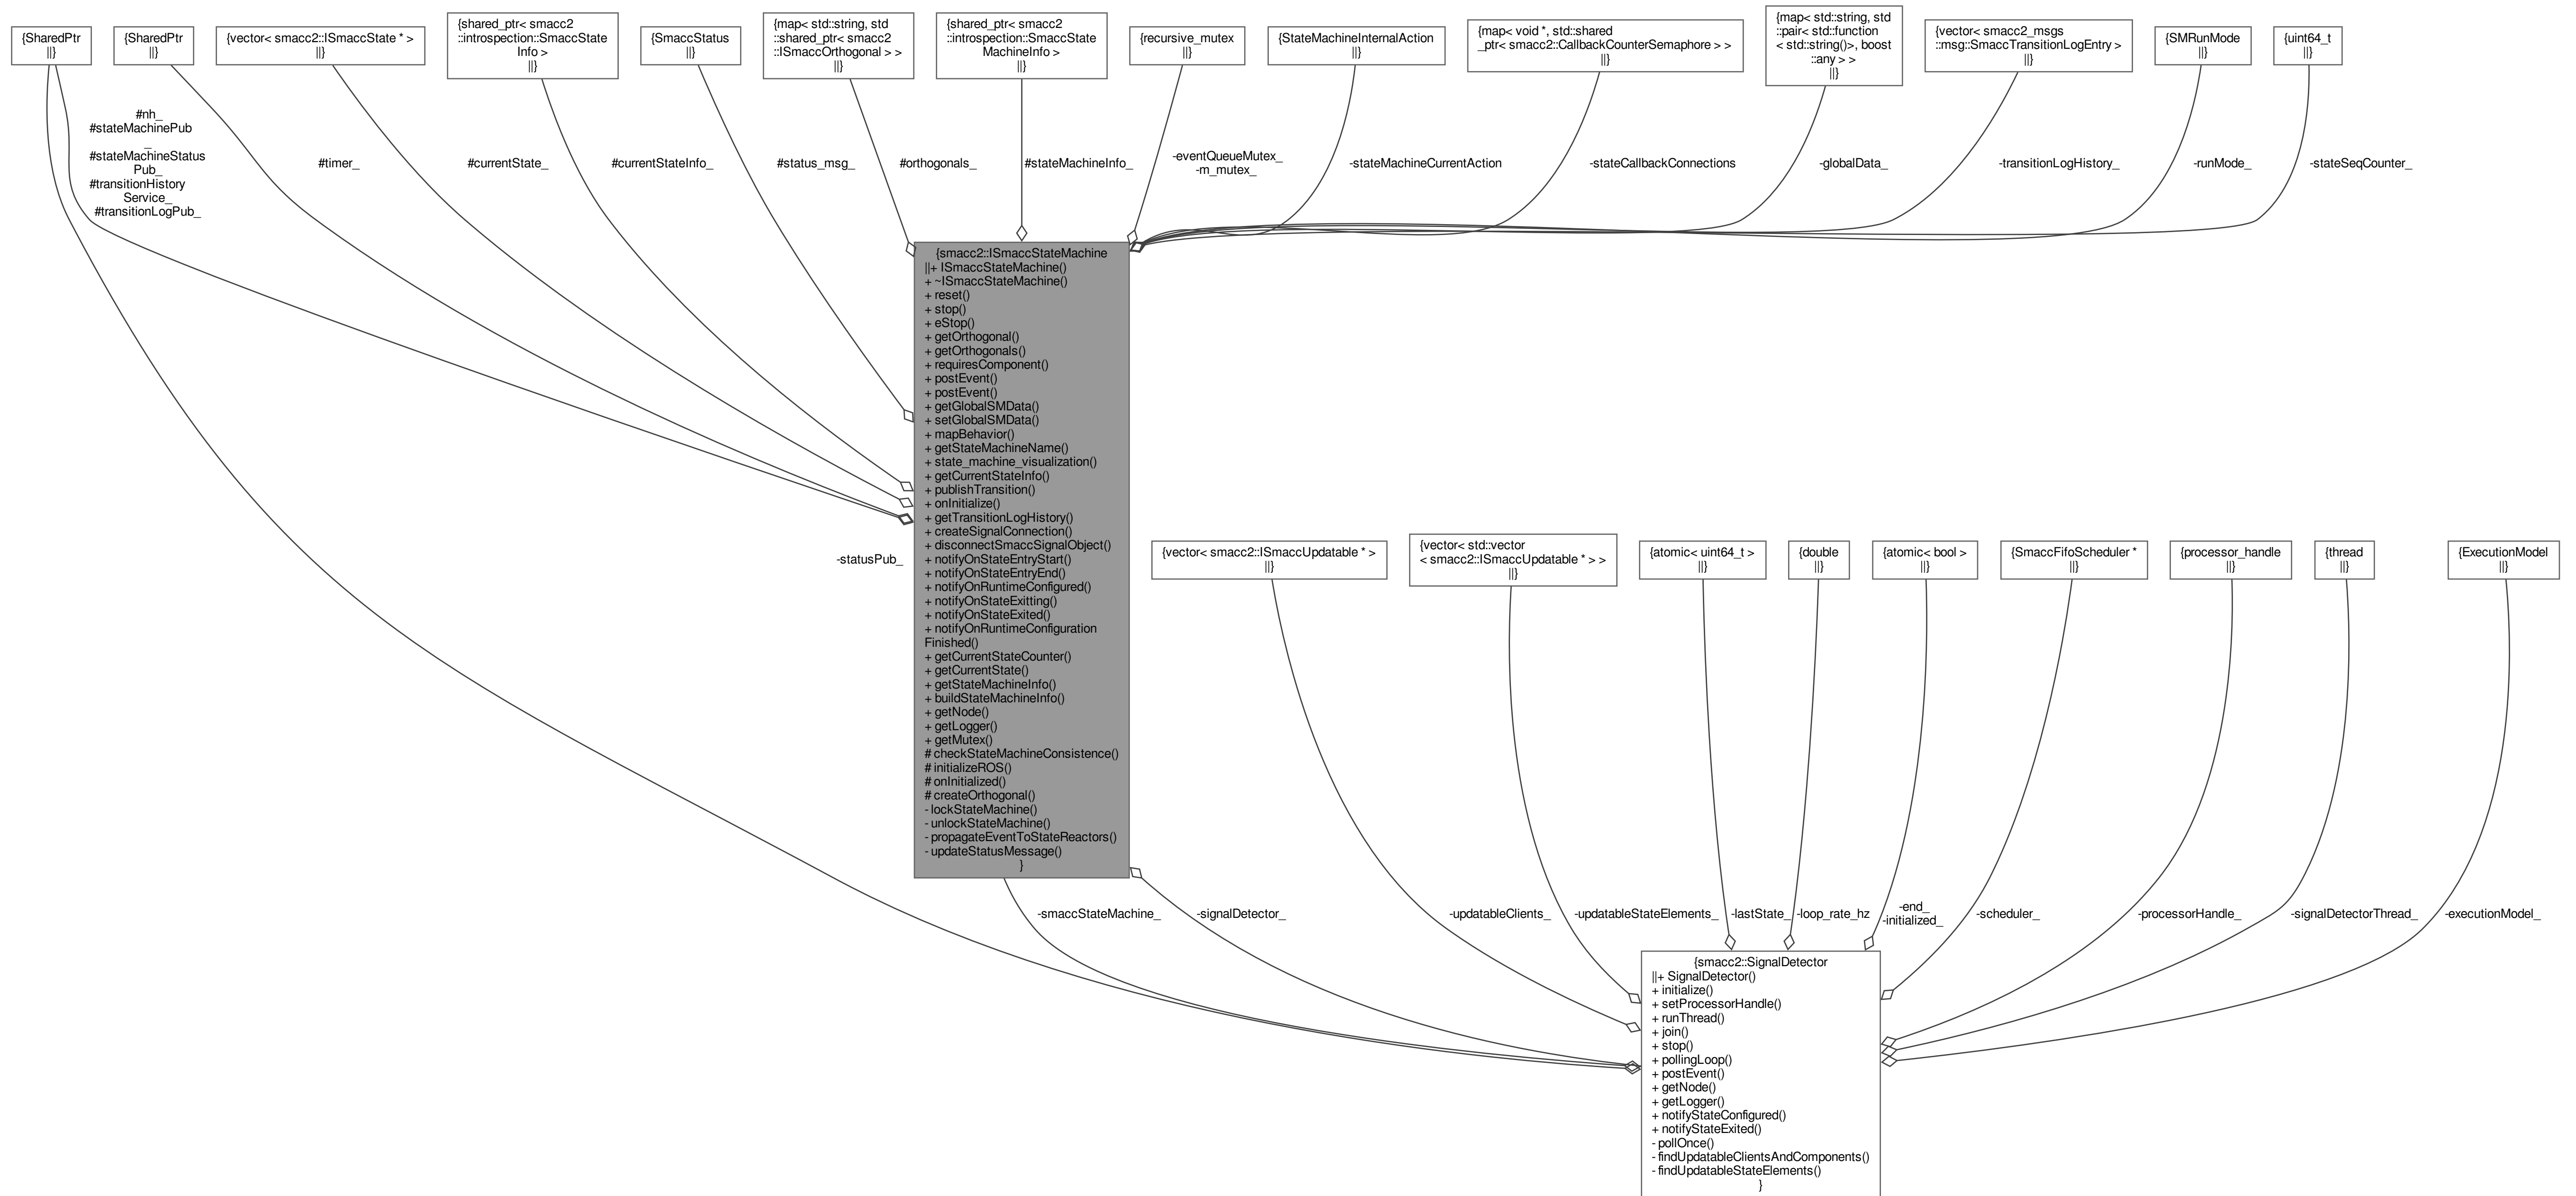 {SharedPtr
||}
{SharedPtr
||}
{vector< smacc2::ISmaccState * >
||}
{shared_ptr< smacc2
::introspection::SmaccState
Info >
||}
{SmaccStatus
||}
{map< std::string, std
::shared_ptr< smacc2
::ISmaccOrthogonal > >
||}
{shared_ptr< smacc2
::introspection::SmaccState
MachineInfo >
||}
{recursive_mutex
||}
{StateMachineInternalAction
||}
{map< void *, std::shared
_ptr< smacc2::CallbackCounterSemaphore > >
||}
{map< std::string, std
::pair< std::function
< std::string()>, boost
::any > >
||}
{vector< smacc2_msgs
::msg::SmaccTransitionLogEntry >
||}
{SMRunMode
||}
{uint64_t
||}
#nh_
#stateMachinePub
_
#stateMachineStatus
Pub_
#transitionHistory
Service_
#transitionLogPub_
#timer_
#currentState_
#currentStateInfo_
#status_msg_
#orthogonals_
#stateMachineInfo_
-eventQueueMutex_
-m_mutex_
-stateMachineCurrentAction
-stateCallbackConnections
-globalData_
-transitionLogHistory_
-runMode_
-stateSeqCounter_
{smacc2::ISmaccStateMachine
||+ ISmaccStateMachine()
+ ~ISmaccStateMachine()
+ reset()
+ stop()
+ eStop()
+ getOrthogonal()
+ getOrthogonals()
+ requiresComponent()
+ postEvent()
+ postEvent()
+ getGlobalSMData()
+ setGlobalSMData()
+ mapBehavior()
+ getStateMachineName()
+ state_machine_visualization()
+ getCurrentStateInfo()
+ publishTransition()
+ onInitialize()
+ getTransitionLogHistory()
+ createSignalConnection()
+ disconnectSmaccSignalObject()
+ notifyOnStateEntryStart()
+ notifyOnStateEntryEnd()
+ notifyOnRuntimeConfigured()
+ notifyOnStateExitting()
+ notifyOnStateExited()
+ notifyOnRuntimeConfiguration
Finished()
+ getCurrentStateCounter()
+ getCurrentState()
+ getStateMachineInfo()
+ buildStateMachineInfo()
+ getNode()
+ getLogger()
+ getMutex()
# checkStateMachineConsistence()
# initializeROS()
# onInitialized()
# createOrthogonal()
- lockStateMachine()
- unlockStateMachine()
- propagateEventToStateReactors()
- updateStatusMessage()
}
-statusPub_
{vector< smacc2::ISmaccUpdatable * >
||}
{vector< std::vector
< smacc2::ISmaccUpdatable * > >
||}
{atomic< uint64_t >
||}
{double
||}
{atomic< bool >
||}
{SmaccFifoScheduler *
||}
{processor_handle
||}
{thread
||}
{ExecutionModel
||}
-smaccStateMachine_
-signalDetector_
-updatableClients_
-updatableStateElements_
-lastState_
-loop_rate_hz
-end_
-initialized_
-scheduler_
-processorHandle_
-signalDetectorThread_
-executionModel_
{smacc2::SignalDetector
||+ SignalDetector()
+ initialize()
+ setProcessorHandle()
+ runThread()
+ join()
+ stop()
+ pollingLoop()
+ postEvent()
+ getNode()
+ getLogger()
+ notifyStateConfigured()
+ notifyStateExited()
- pollOnce()
- findUpdatableClientsAndComponents()
- findUpdatableStateElements()
}